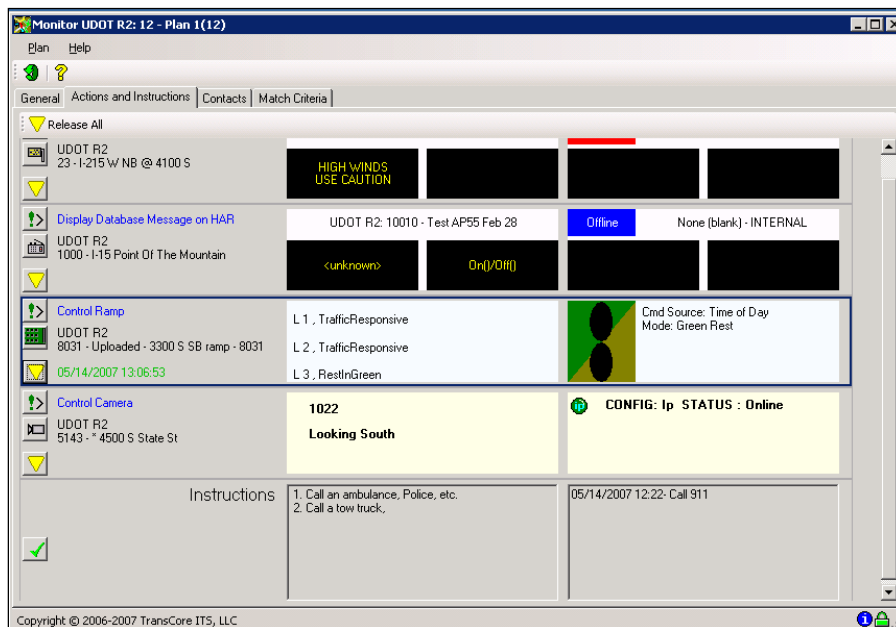 Monitor UDOT R2: 12 - Plan 1(12)
Plan Help
General Actions and Instructions Contacts Match Criteria
Release All
UDOT R2
23 - I-215 W NB @ 4100 S
HIGH WINDS
USE CAUTION
Display Database Message on HAR
UDOT R2
1000 - I-15 Point Of The Mountain
UDOT R2: 10010 - Test AP55 Feb 28
Offline
None (blank) - INTERNAL
<unknown>
On()/Off()
Control Ramp
UDOT R2
8031 - Uploaded - 3300 S SB ramp - 8031
05/14/2007 13:06:53
L 1 , TrafficResponsive
L 2 , TrafficResponsive
L 3 , RestInGreen
Cmd Source: Time of Day
Mode: Green Rest
Control Camera
UDOT R2
5143 - * 4500 S State St
1022
Looking South
ip
CONFIG: Ip STATUS : Online
Instructions
1. Call an ambulance, Police, etc.
2. Call a tow truck,
05/14/2007 12:22- Call 911
Copyright © 2006-2007 TransCore ITS, LLC